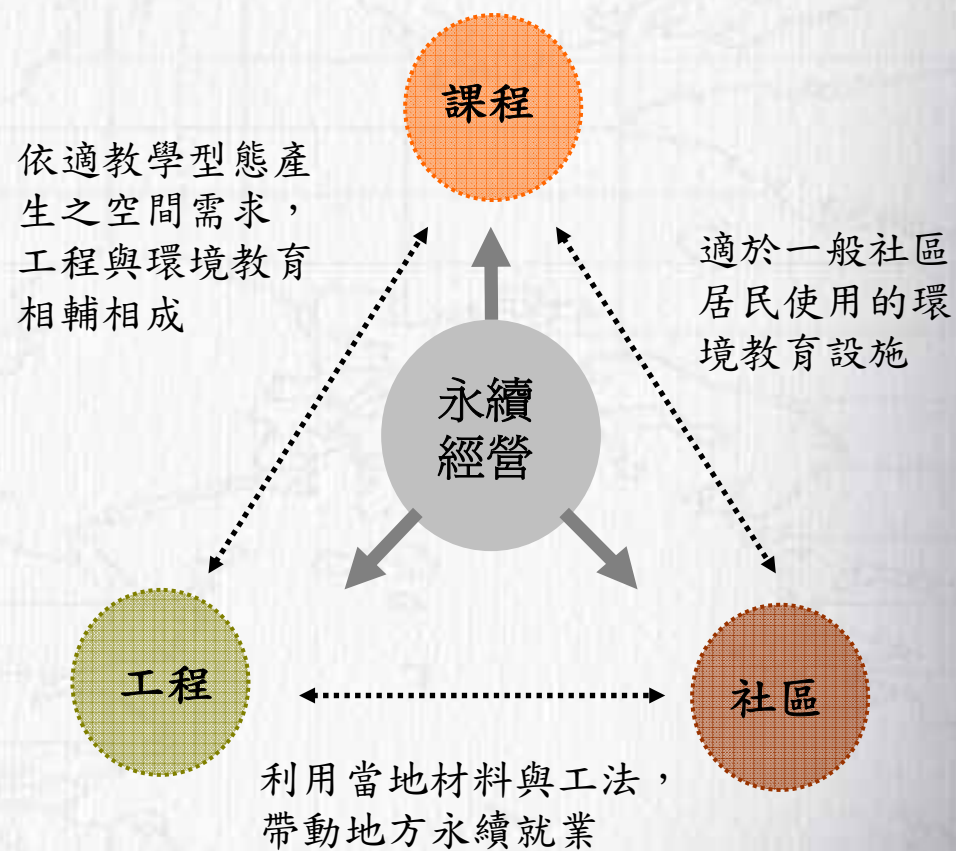 課程
依適教學型態產
生之空間需求，
工程與環境教育
相輔相成
適於一般社區
居民使用的環
境教育設施
永續
經營
工程
社區
利用當地材料與工法，
帶動地方永續就業